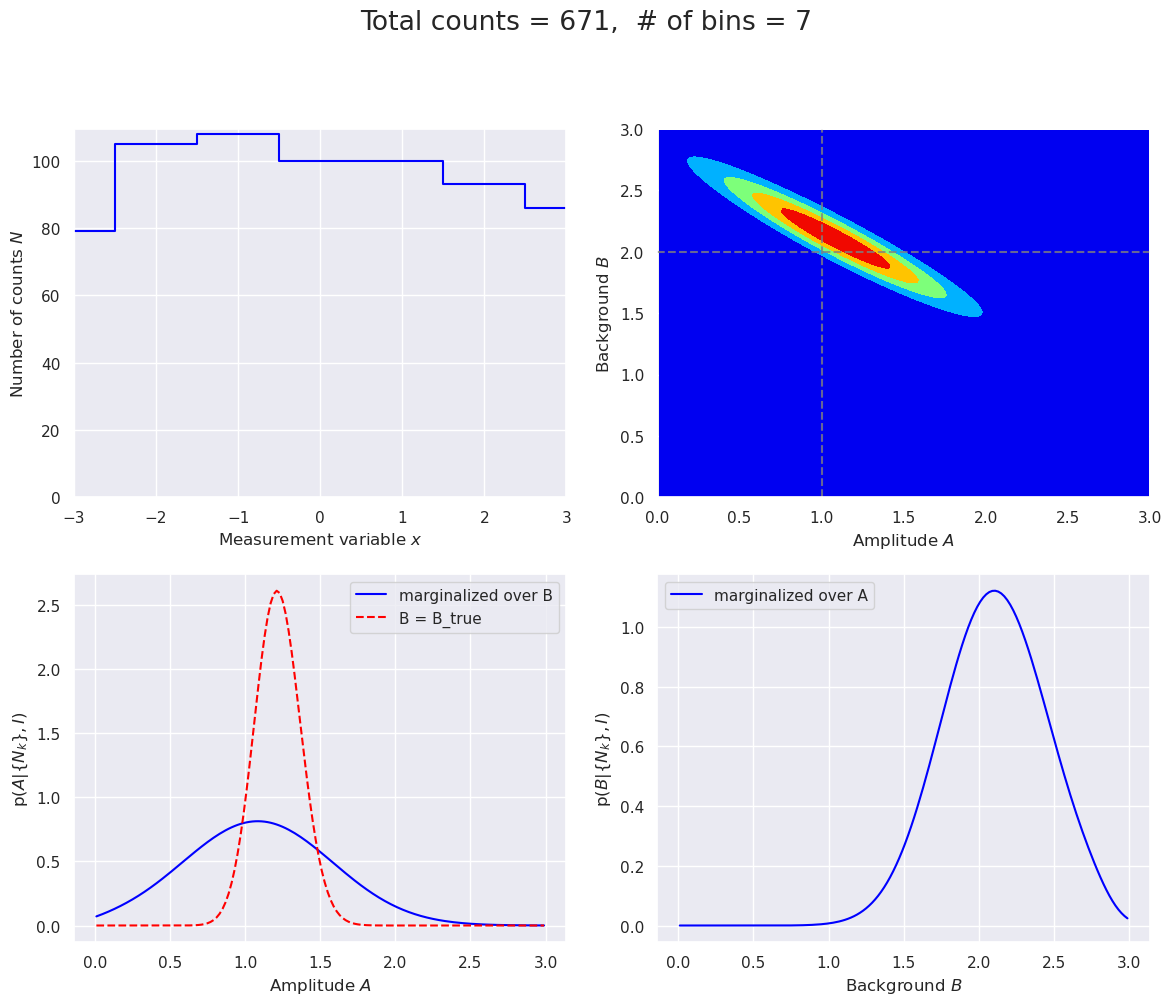 Total counts = 671,  # of bins = 7
Number of counts N
100
80
60
40
20
0
−3 −2 −1 0 1 2 3
Measurement variable x
Background B
3.0
2.5
2.0
1.5
1.0
0.5
0.0
0.0 0.5 1.0 1.5 2.0 2.5 3.0
Amplitude A
p(A|{N_k}, I)
2.5
2.0
1.5
1.0
0.5
0.0
marginalized over B
B = B_true
0.0 0.5 1.0 1.5 2.0 2.5 3.0
Amplitude A
p(B|{N_k}, I)
1.0
0.8
0.6
0.4
0.2
0.0
marginalized over A
0.0 0.5 1.0 1.5 2.0 2.5 3.0
Background B